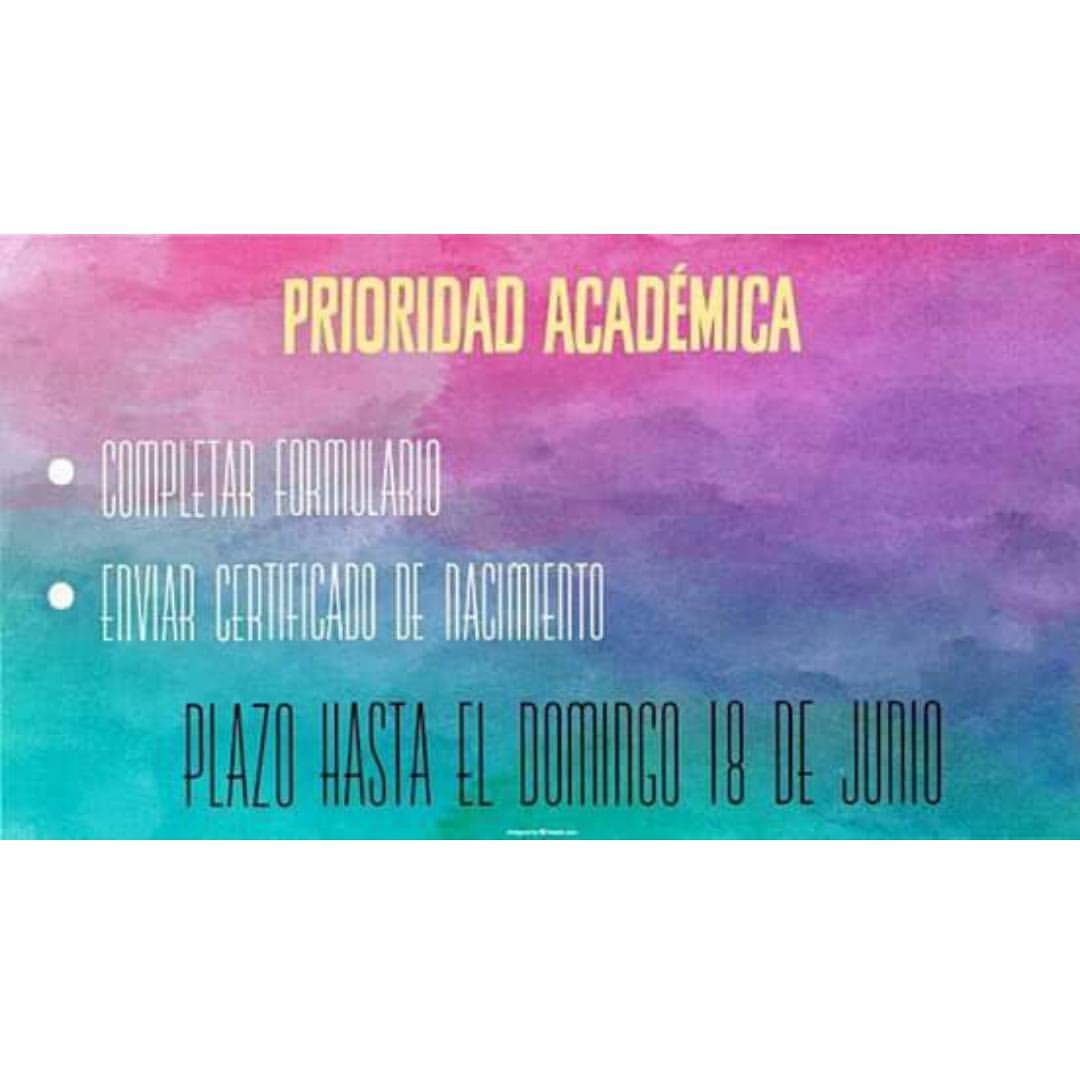 PRIORIDAD ACADÉMICA
COMPLETAR FORMULARIO
ENVIAR CERTIFICADO DE NACIMIENTO
PLAZO HASTA EL DOMINGO 18 DE JUNIO